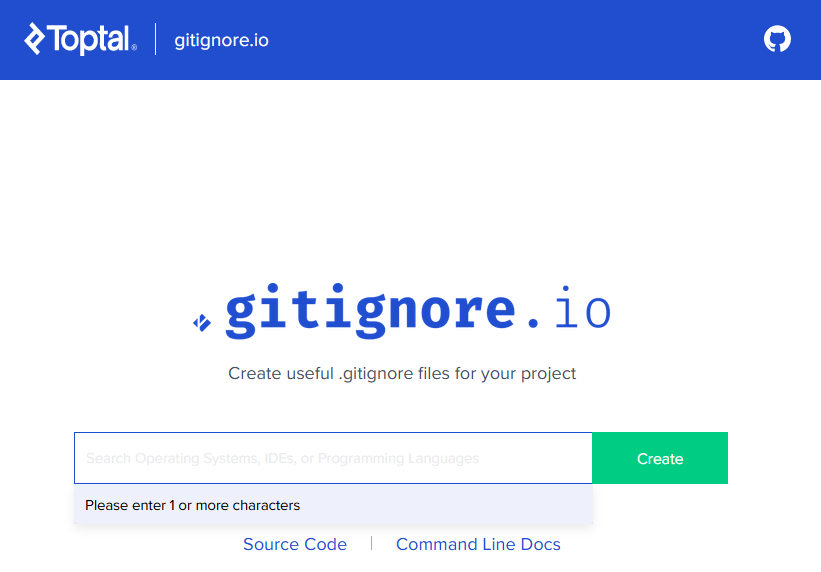 Toptal®
gitignore.io
gitignore.io
Create useful .gitignore files for your project
Search Operating Systems, IDEs, or Programming Languages
Create
Please enter 1 or more characters
Source Code
Command Line Docs